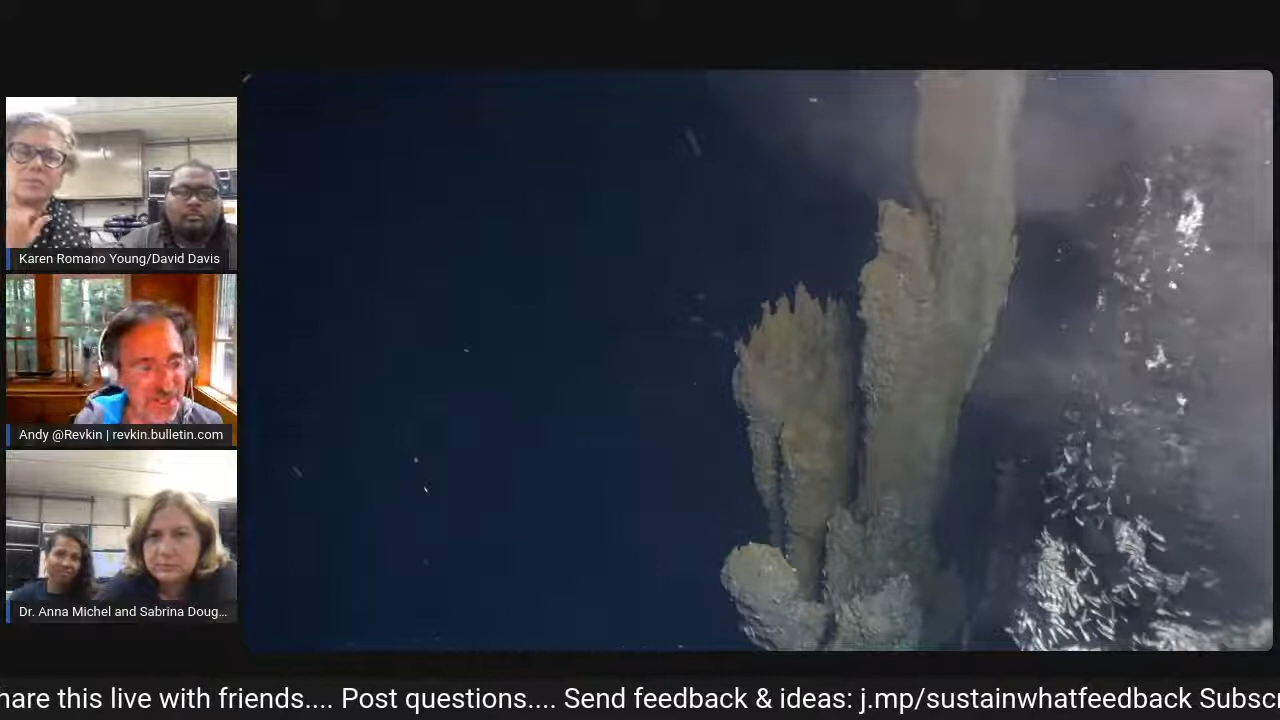 Karen Romano Young/David Davis
Andy @Revkin | revkin.bulletin.com
Dr. Anna Michel and Sabrina Doug...
hare this live with friends.... Post questions.... Send feedback & ideas: j.mp/sustainwhatfeedback Subsc